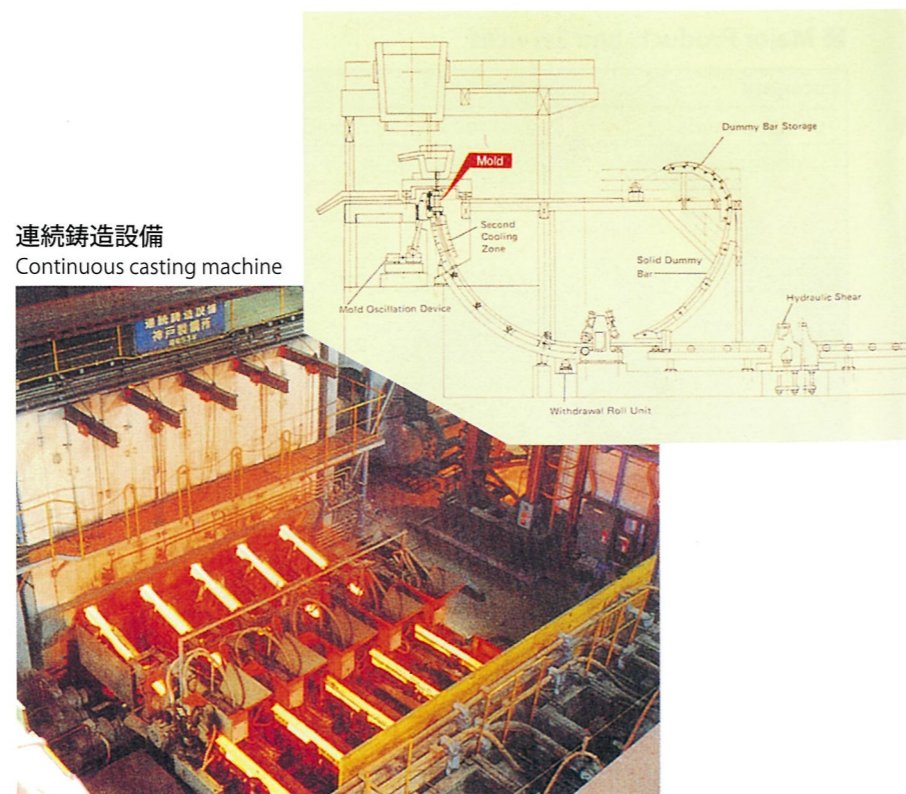 Mold
Dummy Bar Storage
Second
Cooling
Zone
Solid Dummy
Bar
Mold Oscillation Device
Hydraulic Shear
Withdrawal Roll Unit
連続鋳造設備
Continuous casting machine
連続鋳造設備
神戸製鋼所